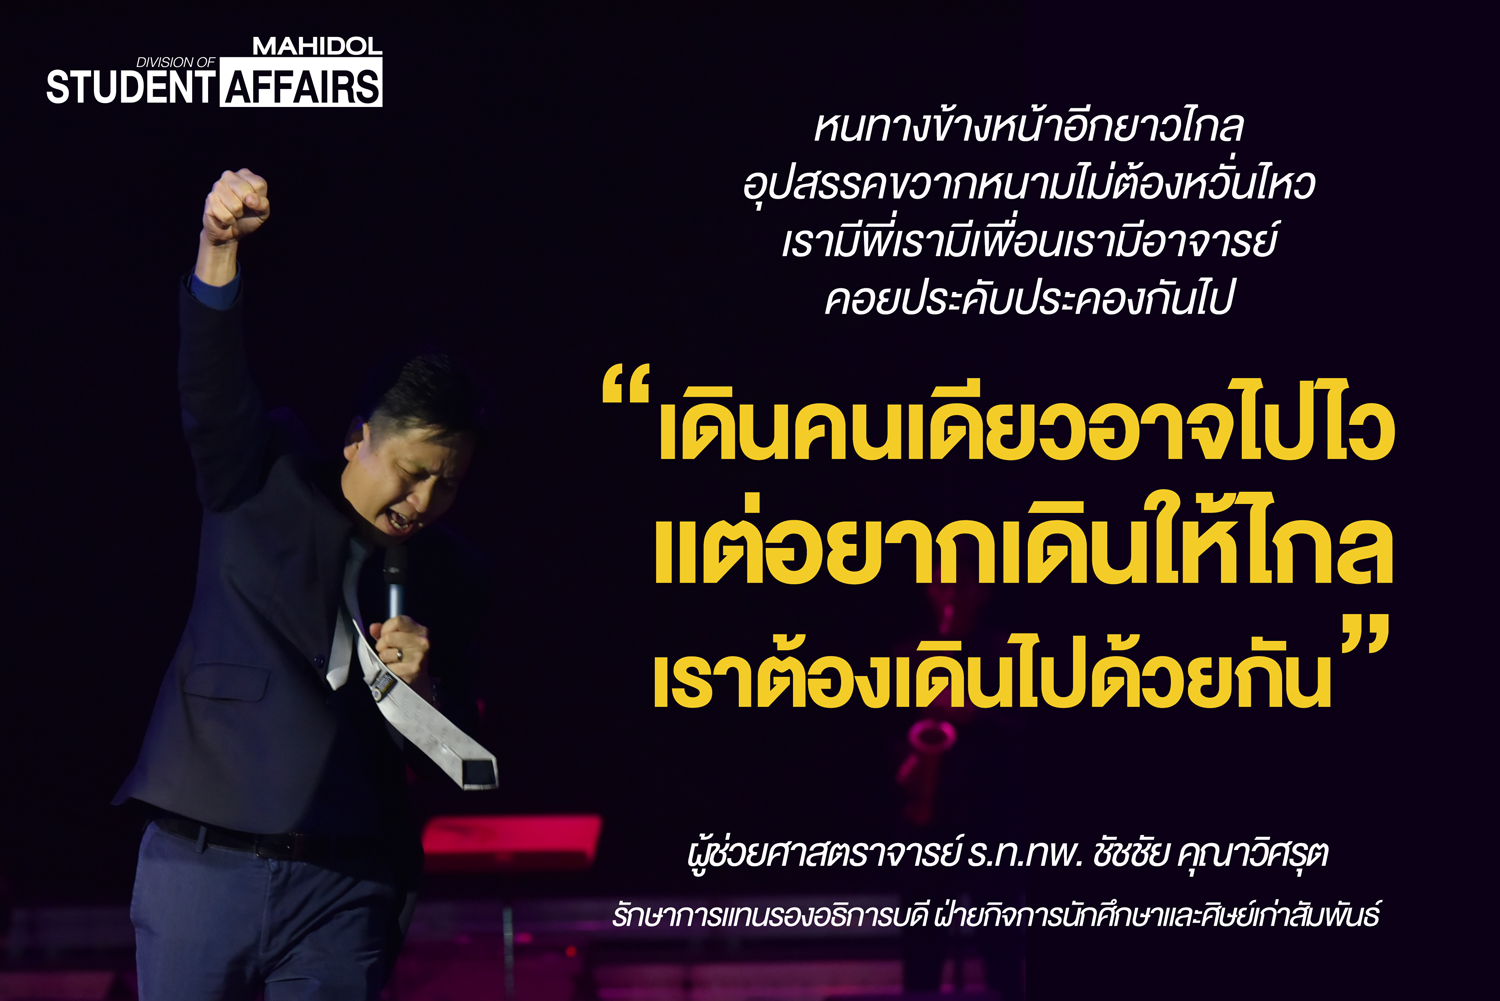 MAHIDOL
DIVISION OF
STUDENT AFFAIRS
หนทางข้างหน้าอีกยาวไกล
อุปสรรคขวากหนามไม่ต้องหวั่นไหว
เรามีพี่เรามีเพื่อนเรามีอาจารย์
คอยประคับประคองกันไป
“เดินคนเดียวอาจไปไว
แต่อยากเดินให้ไกล
เราต้องเดินไปด้วยกัน”
ผู้ช่วยศาสตราจารย์ ร.ท.ทพ. ชัชชัย คุณาวิศรุต
รักษาการแทนรองอธิการบดี ฝ่ายกิจการนักศึกษาและศิษย์เก่าสัมพันธ์